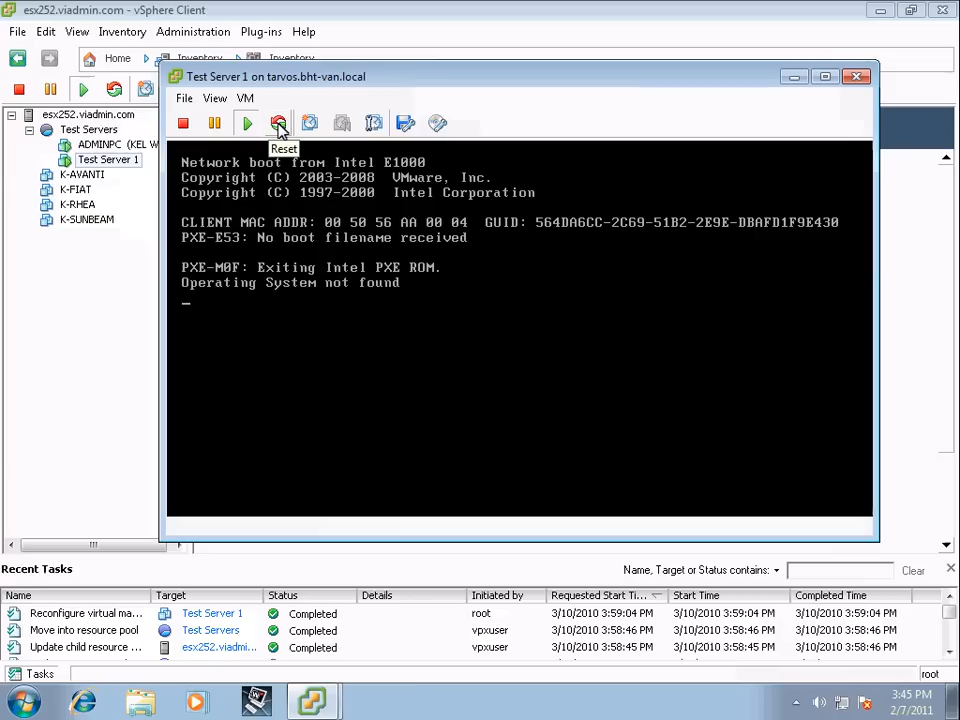 esx252.viadmin.com - vSphere Client
File Edit View Inventory Administration Plug-ins Help
Home Inventory Inventory
Test Server 1 on tarvos.bht-van.local
File View VM
Reset
esx252.viadmin.com
Test Servers
ADMINPC (KEL W
Test Server 1
K-AVANTI
K-FIAT
K-RHEA
K-SUNBEAM
Network boot from Intel E1000
Copyright (C) 2003-2008 VMware, Inc.
Copyright (C) 1997-2000 Intel Corporation
CLIENT MAC ADDR: 00 50 56 AA 00 04 GUID: 564DA6CC-2C69-51B2-2E9E-DBAFD1F9E430
PXE-E53: No boot filename received
PXE-M0F: Exiting Intel PXE ROM.
Operating System not found
_
Recent Tasks
Name, Target or Status contains: Clear
Name Target Status Details Initiated by Requested Start Ti... Start Time Completed Time
Reconfigure virtual ma... Test Server 1 Completed root 3/10/2010 3:59:04 PM 3/10/2010 3:59:04 PM 3/10/2010 3:59:04 PM
Move into resource pool Test Servers Completed vpxuser 3/10/2010 3:58:46 PM 3/10/2010 3:58:46 PM 3/10/2010 3:58:46 PM
Update child resource ... esx252.viadmi... Completed vpxuser 3/10/2010 3:58:46 PM 3/10/2010 3:58:46 PM 3/10/2010 3:58:46 PM
Tasks root
3:45 PM
2/7/2011